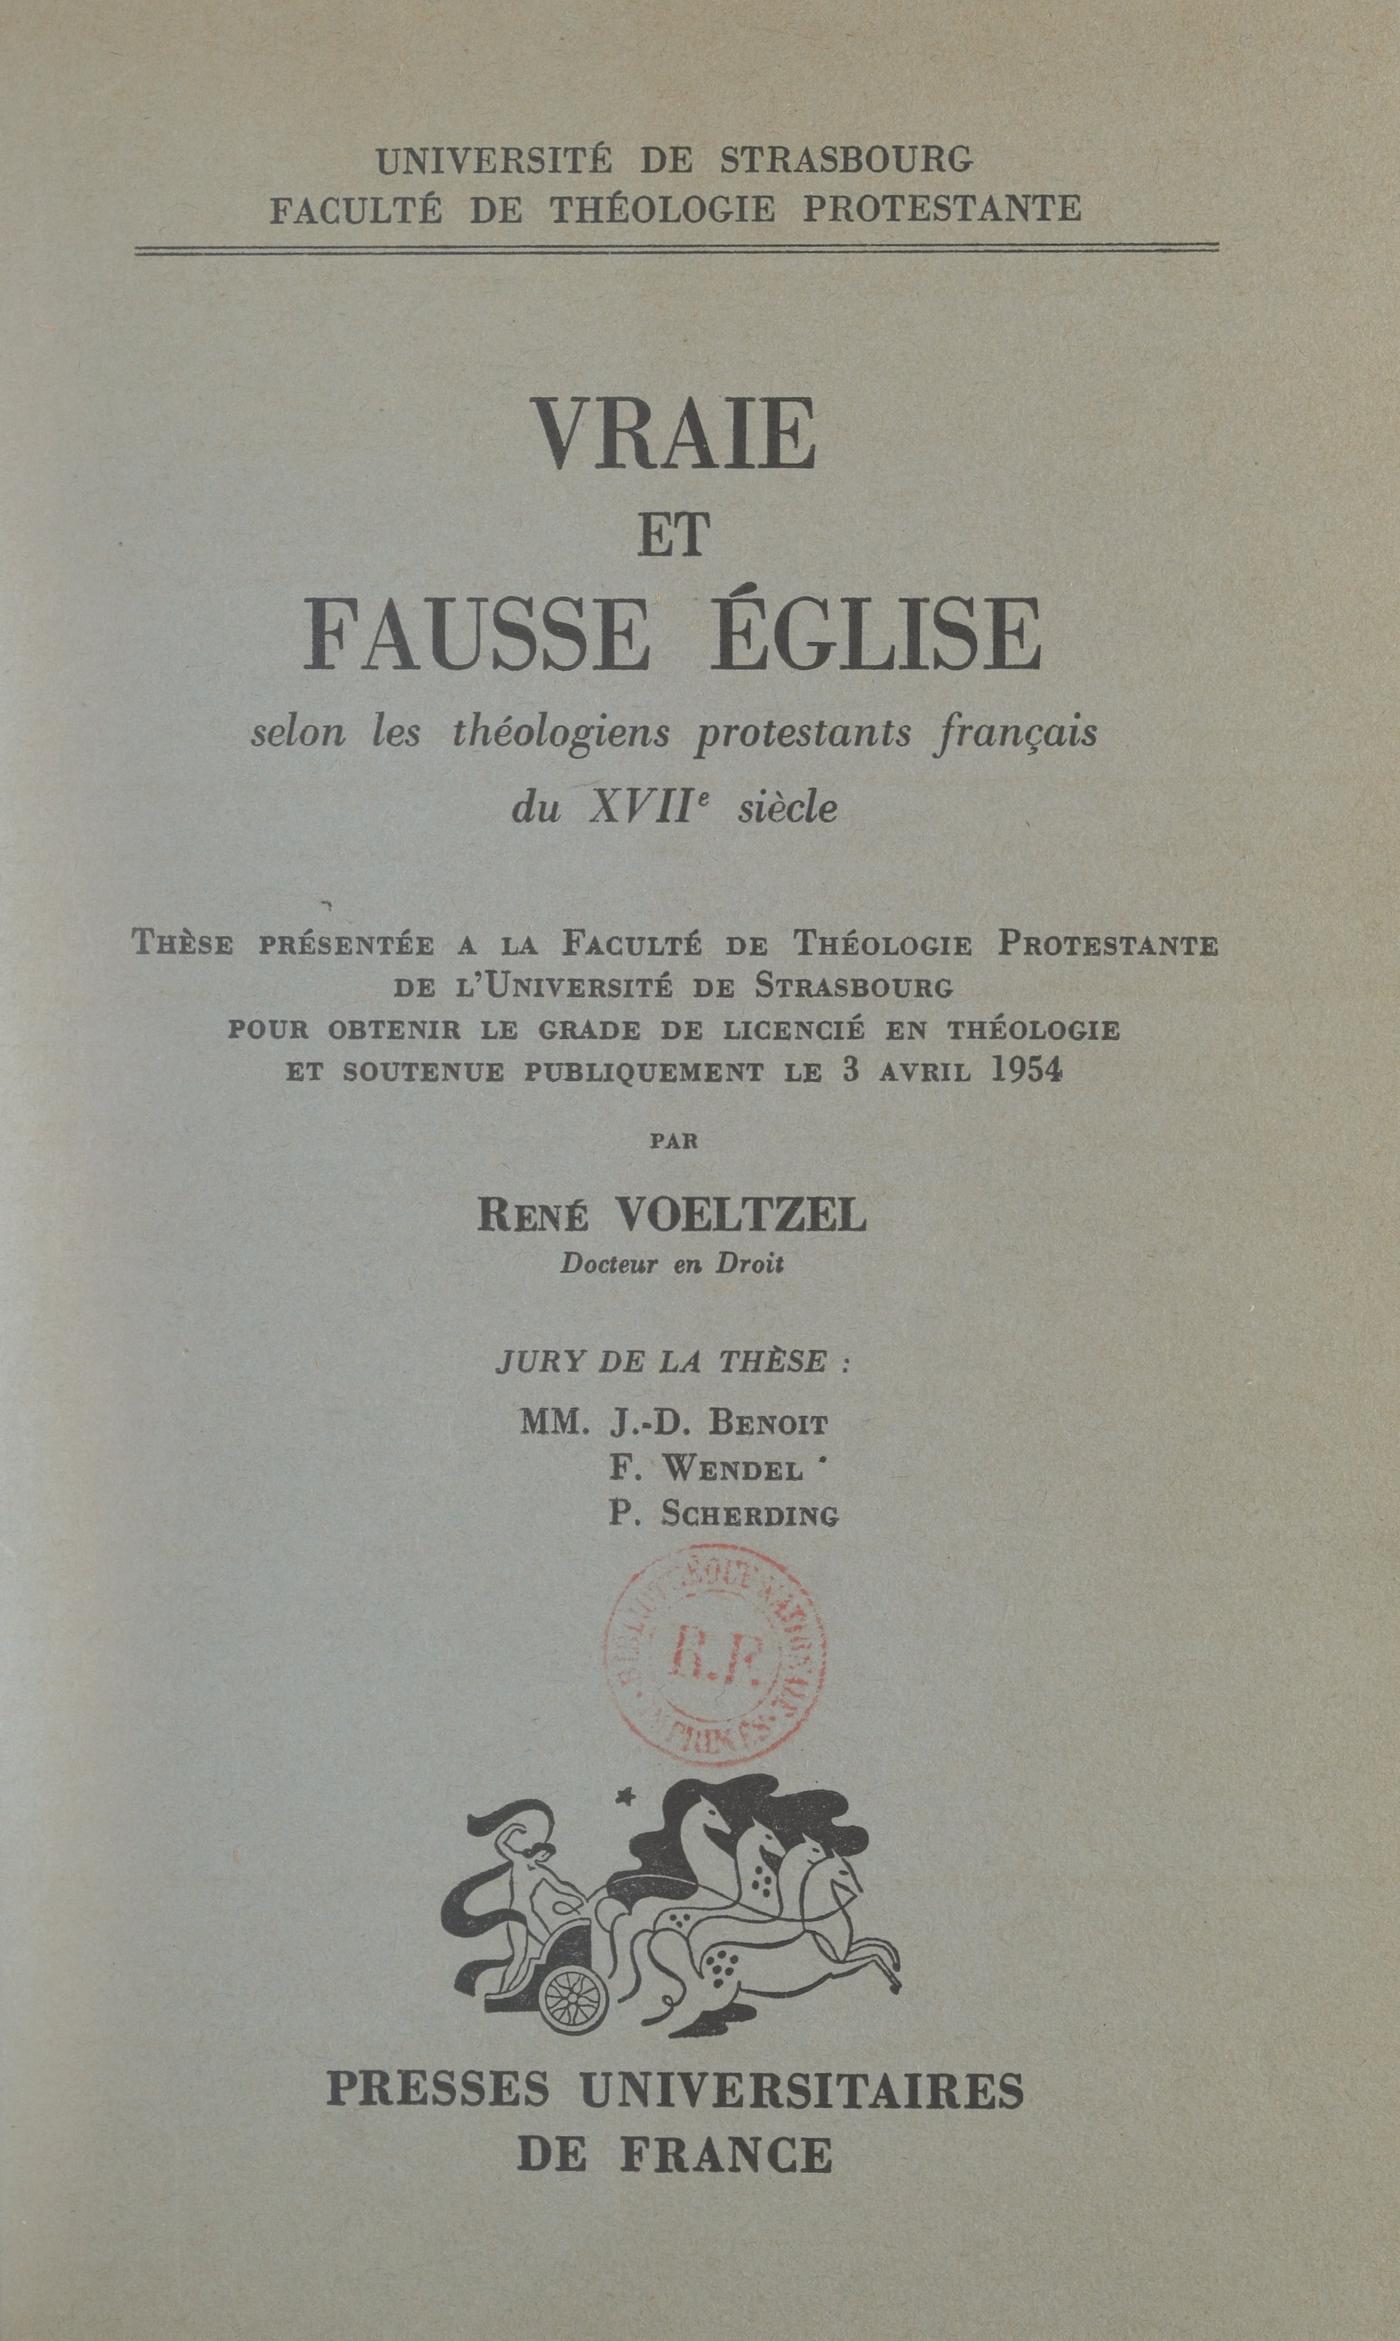 UNIVERSITÉ DE STRASBOURG
FACULTÉ DE THÉOLOGIE PROTESTANTE
VRAIE
ET
FAUSSE ÉGLISE
selon les théologiens protestants français
du XVIIe siècle
THÈSE PRÉSENTÉE A LA FACULTÉ DE THÉOLOGIE PROTESTANTE
DE L'UNIVERSITÉ DE STRASBOURG
POUR OBTENIR LE GRADE DE LICENCIÉ EN THÉOLOGIE
ET SOUTENUE PUBLIQUEMENT LE 3 AVRIL 1954
PAR
RENÉ VOELTZEL
Docteur en Droit
JURY DE LA THÈSE :
MM. J.-D. BENOIT
F. WENDEL
P. SCHERDING
BIBLIOTHÈQUE NATIONALE
R.F.
IMPRIMÉS
PRESSES UNIVERSITAIRES
DE FRANCE